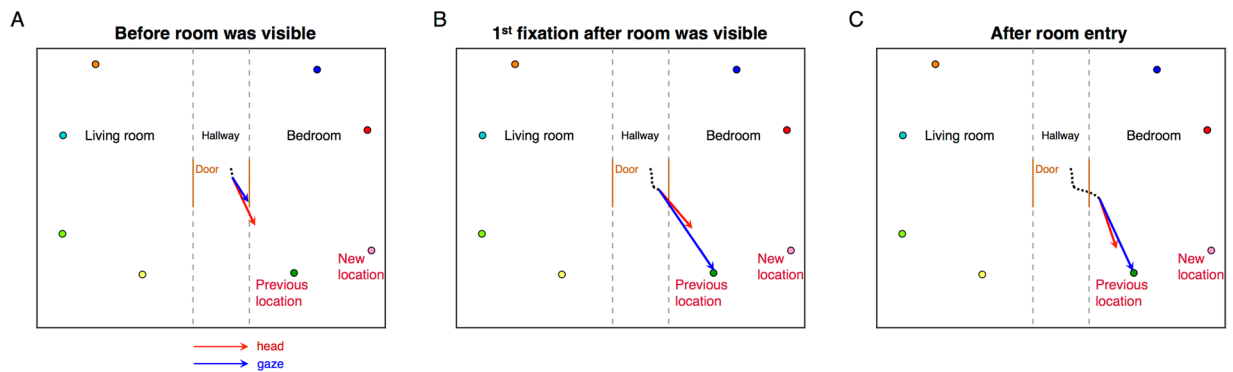 A
Before room was visible
Living room
Hallway
Bedroom
Door
New
location
Previous
location
head
gaze
B
1st fixation after room was visible
Living room
Hallway
Bedroom
Door
New
location
Previous
location
C
After room entry
Living room
Hallway
Bedroom
Door
New
location
Previous
location